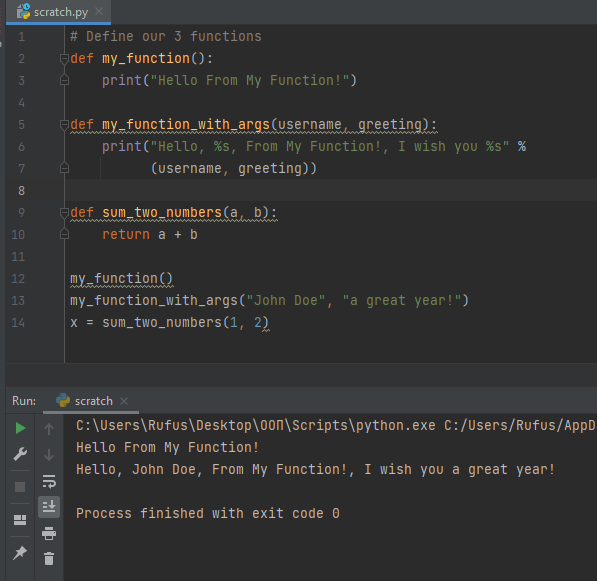 scratch.py
1 # Define our 3 functions
2 def my_function():
3     print("Hello From My Function!")
4
5 def my_function_with_args(username, greeting):
6     print("Hello, %s, From My Function!, I wish you %s" %
7           (username, greeting))
8
9 def sum_two_numbers(a, b):
10     return a + b
11
12 my_function()
13 my_function_with_args("John Doe", "a great year!")
14 x = sum_two_numbers(1, 2)
Run: scratch
C:\Users\Rufus\Desktop\ООП\Scripts\python.exe C:/Users/Rufus/AppD
Hello From My Function!
Hello, John Doe, From My Function!, I wish you a great year!
Process finished with exit code 0